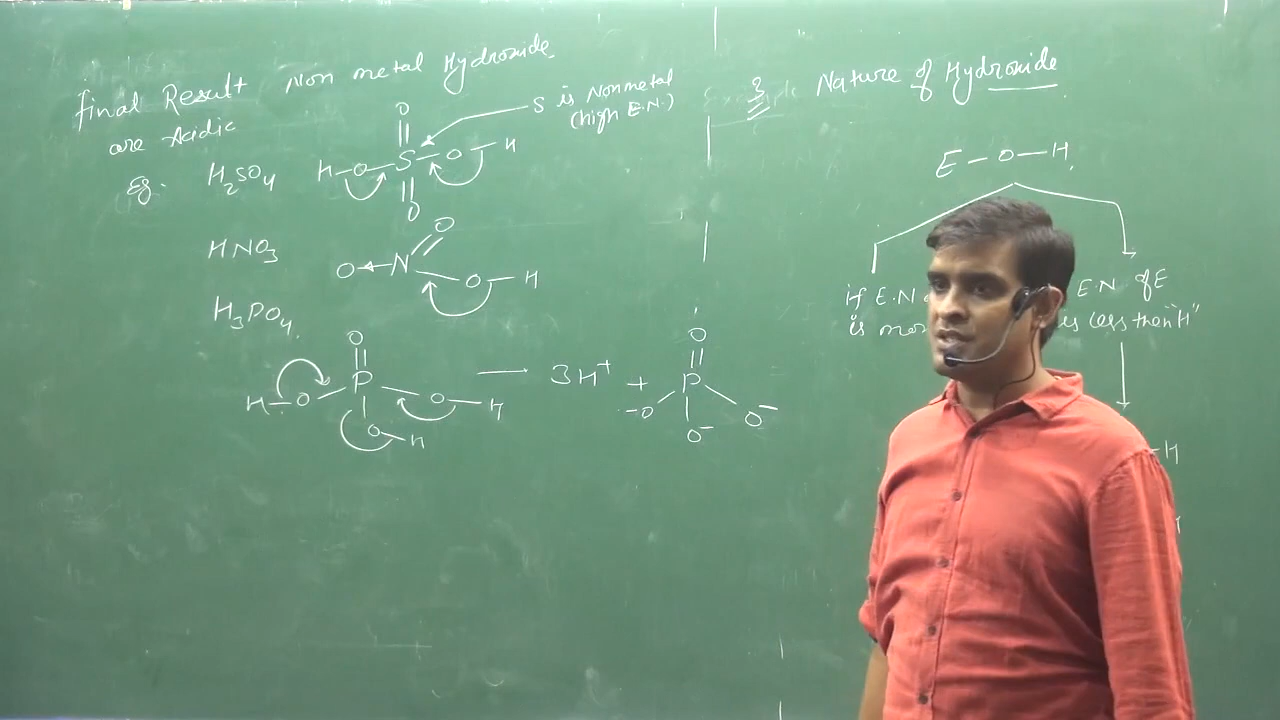 Final Result Non metal Hydroxide
are Acidic
S is Nonmetal
(high E.N.)
Eg. H2SO4
O
H-O-S-O-H
O
HNO3
O
O←N
O-H
H3PO4
O
H-O P O-H
O-H
→ 3H+ +
O
-O P O-
O-
Nature of Hydroxide
E-O-H
if E.N
is
E.N. of E
is less than "H"
-H